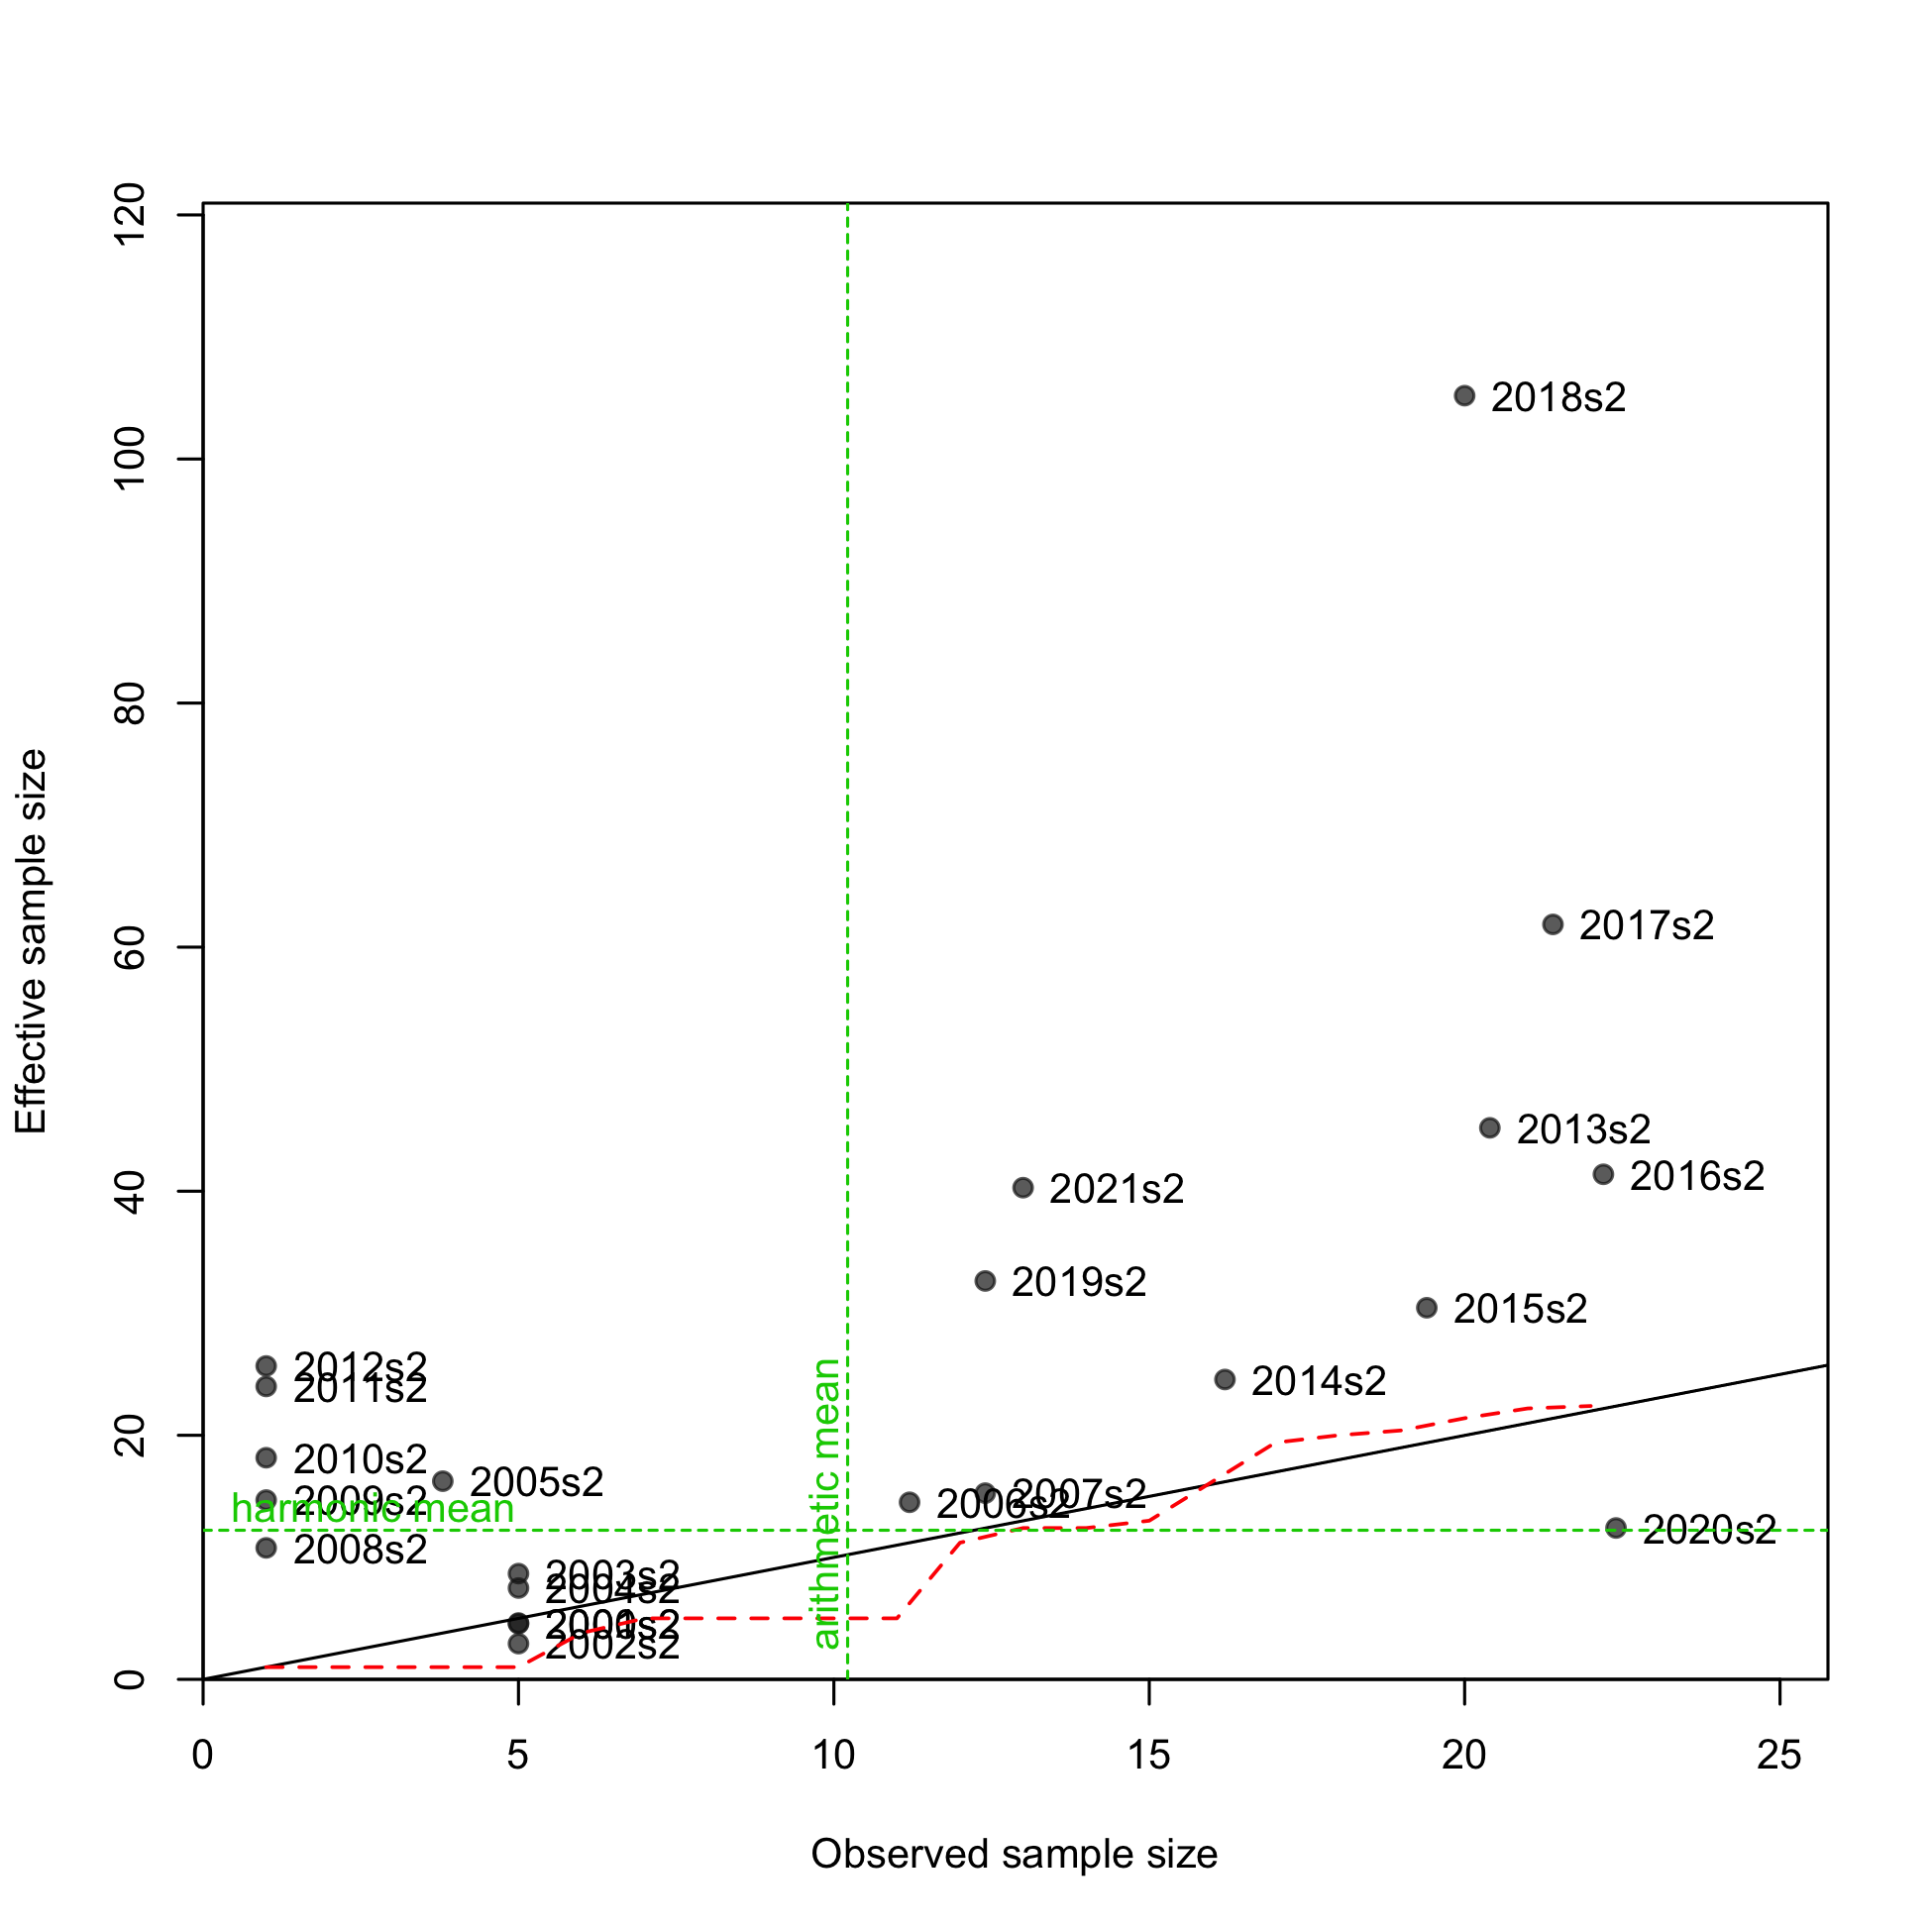 120
100
80
60
40
20
0
Effective sample size
2018s2
2017s2
2013s2
2016s2
2021s2
2019s2
2015s2
2012s2
2011s2
2014s2
2010s2
2005s2
2009s2
harmonic mean
2007s2
2006s2
arithmetic mean
2020s2
2008s2
2003s2
2004s2
2002s2
0
5
10
15
20
25
Observed sample size